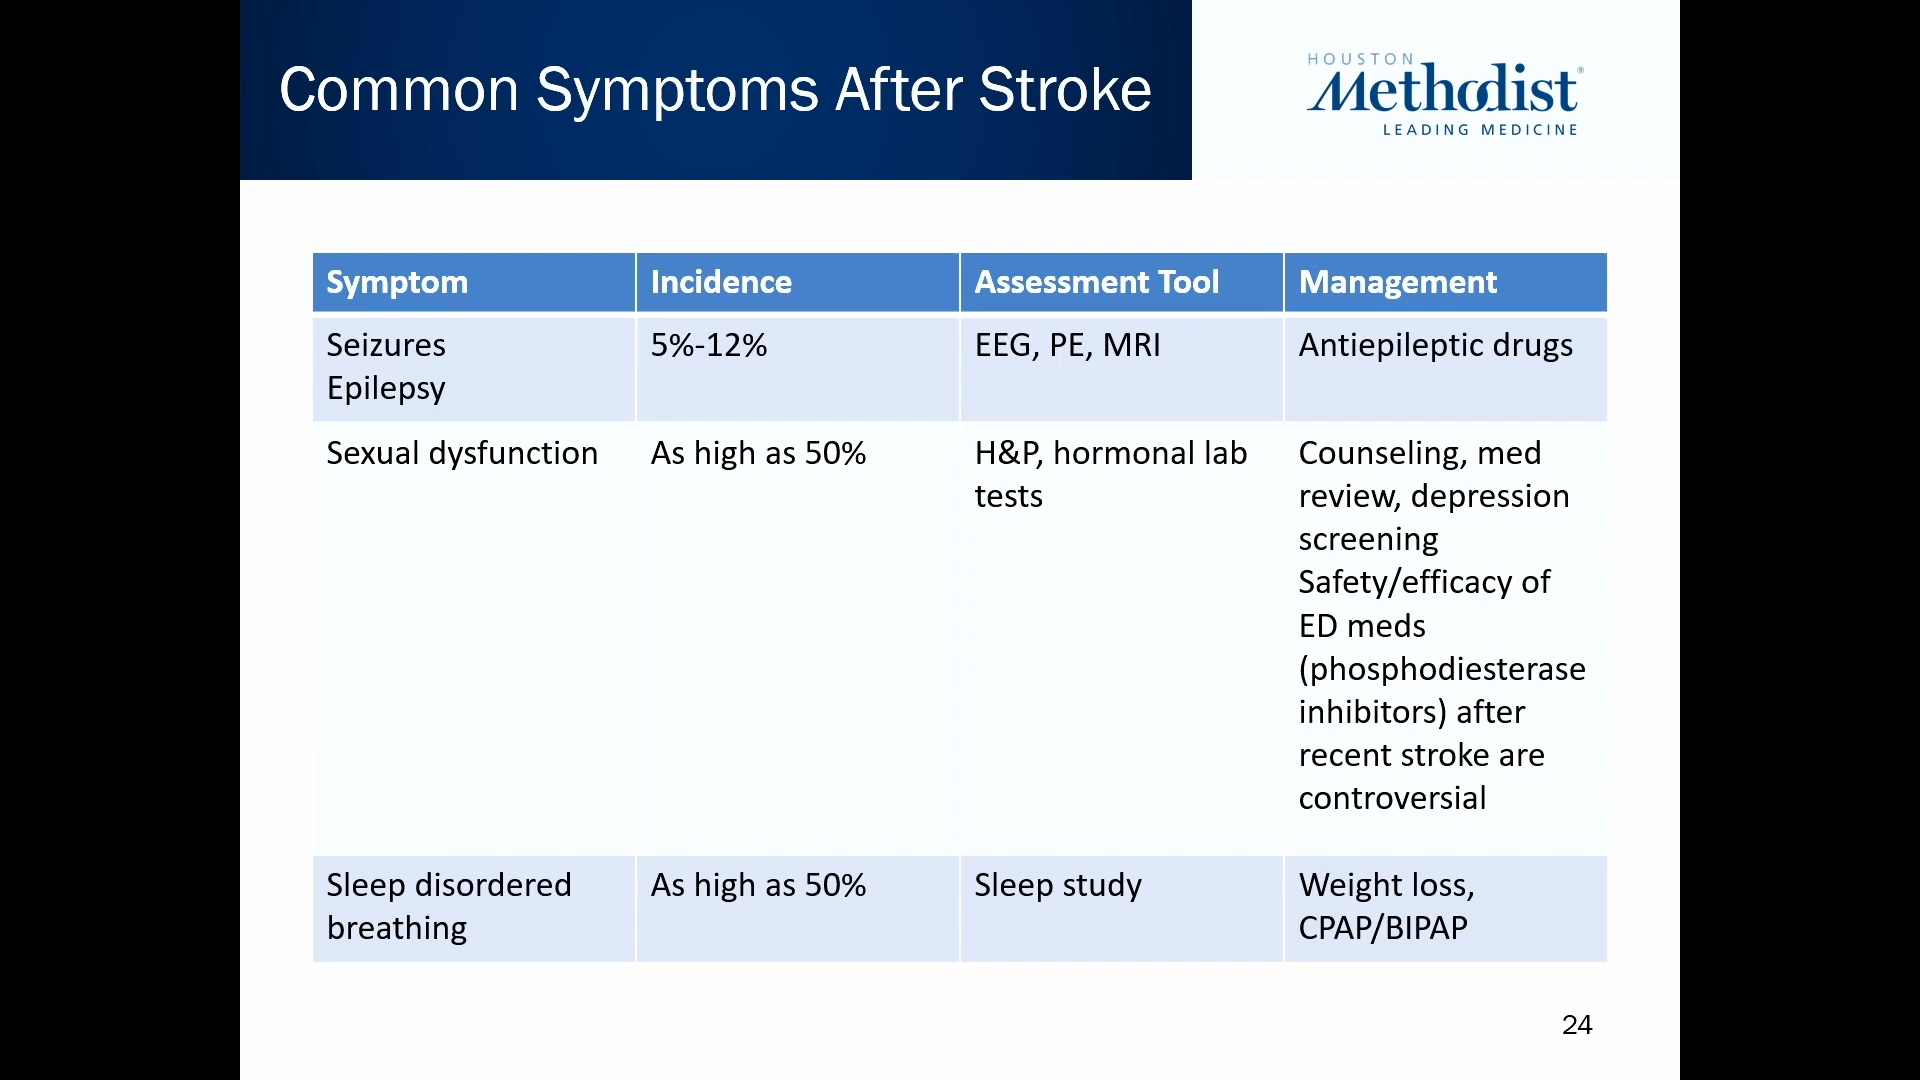 Common Symptoms After Stroke
HOUSTON
Methodist®
LEADING MEDICINE
Symptom Incidence Assessment Tool Management
Seizures 5%-12% EEG, PE, MRI Antiepileptic drugs
Epilepsy
Sexual dysfunction As high as 50% H&P, hormonal lab Counseling, med
tests review, depression
screening
Safety/efficacy of
ED meds
(phosphodiesterase
inhibitors) after
recent stroke are
controversial
Sleep disordered As high as 50% Sleep study Weight loss,
breathing CPAP/BIPAP
24